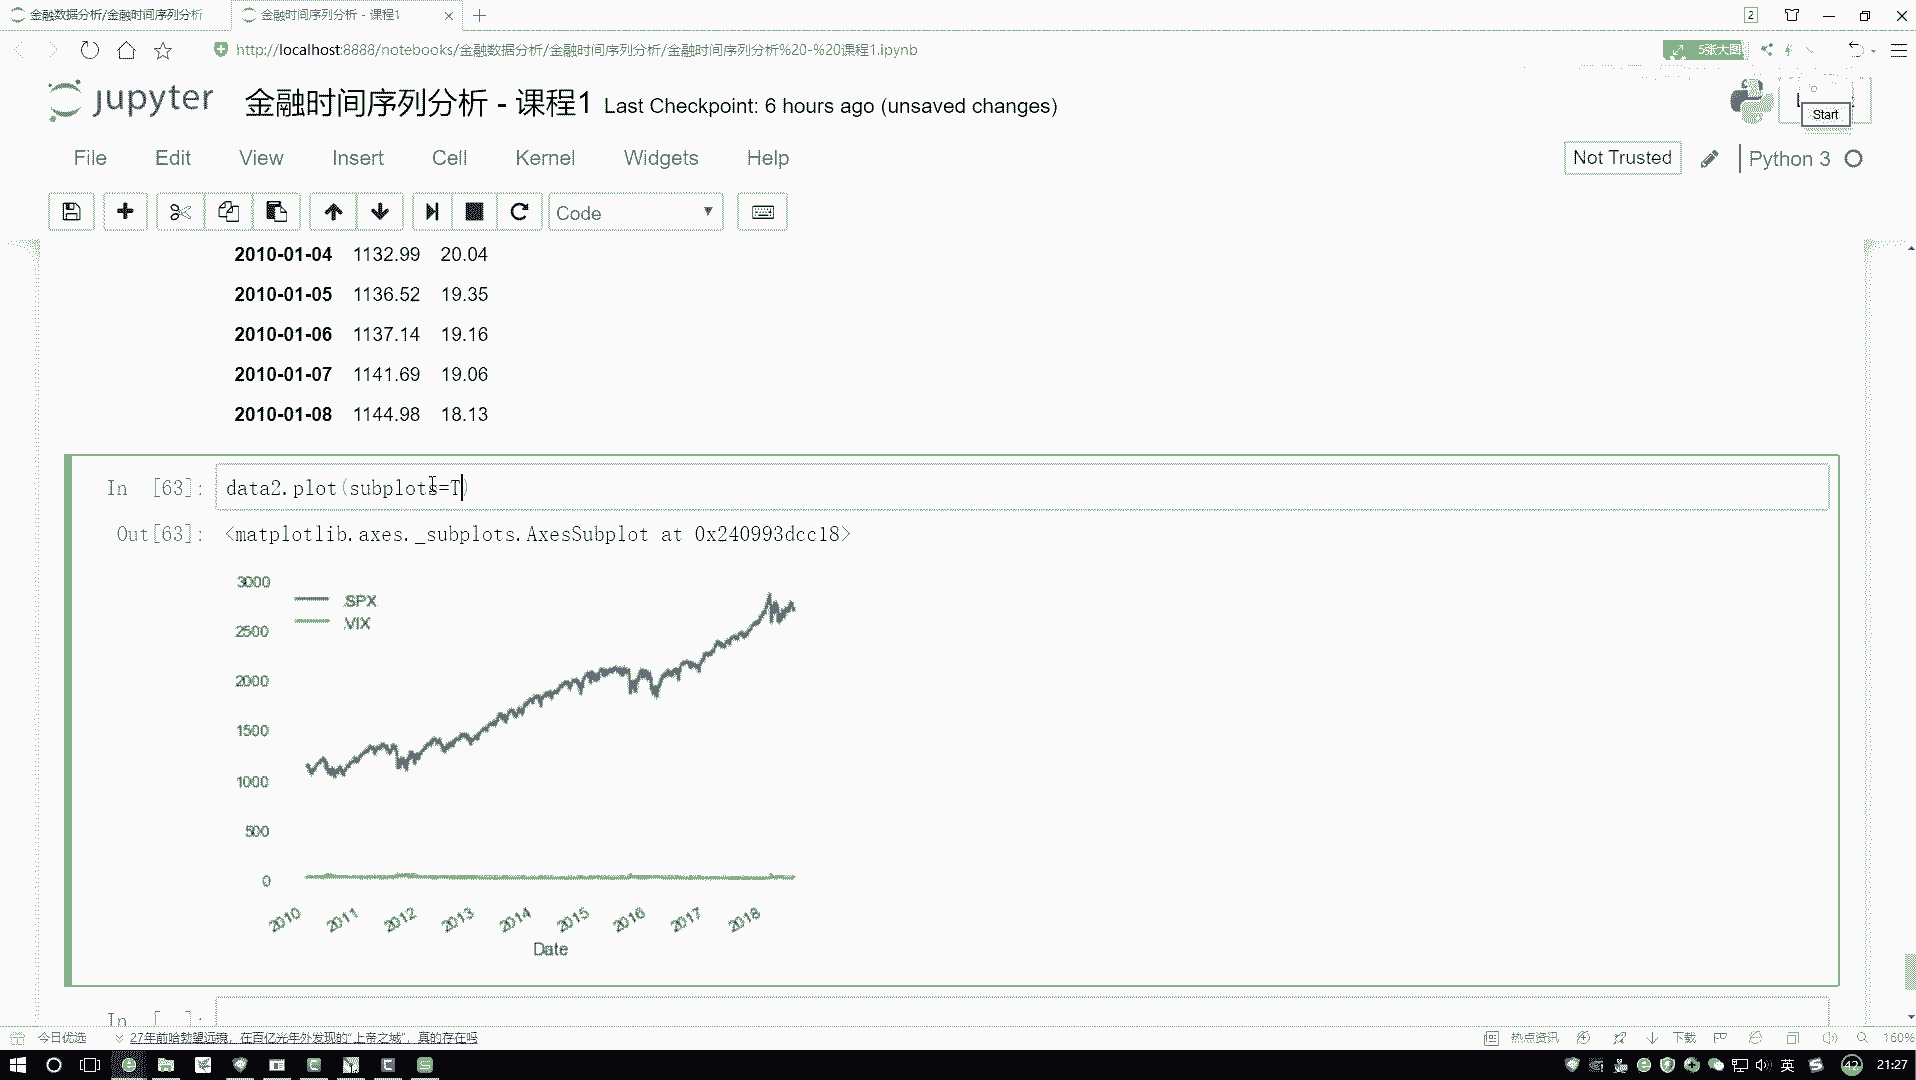 金融数据分析/金融时间序列分析
金融时间序列分析 - 课程1
2
http://localhost:8888/notebooks/金融数据分析/金融时间序列分析/金融时间序列分析%20-%20课程1.ipynb
5张大图
jupyter 金融时间序列分析 - 课程1 Last Checkpoint: 6 hours ago (unsaved changes)
Start
File Edit View Insert Cell Kernel Widgets Help
Not Trusted
Python 3
Code
2010-01-04 1132.99 20.04
2010-01-05 1136.52 19.35
2010-01-06 1137.14 19.16
2010-01-07 1141.69 19.06
2010-01-08 1144.98 18.13
In [63]: data2.plot(subplots=T)
Out[63]: <matplotlib.axes._subplots.AxesSubplot at 0x240993dcc18>
3000
.SPX
.VIX
2500
2000
1500
1000
500
0
2010 2011 2012 2013 2014 2015 2016 2017 2018
Date
In [ ]:
今日优选
27年前哈勃望远镜，在百亿光年外发现的“上帝之域”，真的存在吗
热点资讯
下载
160%
英
42
21:27